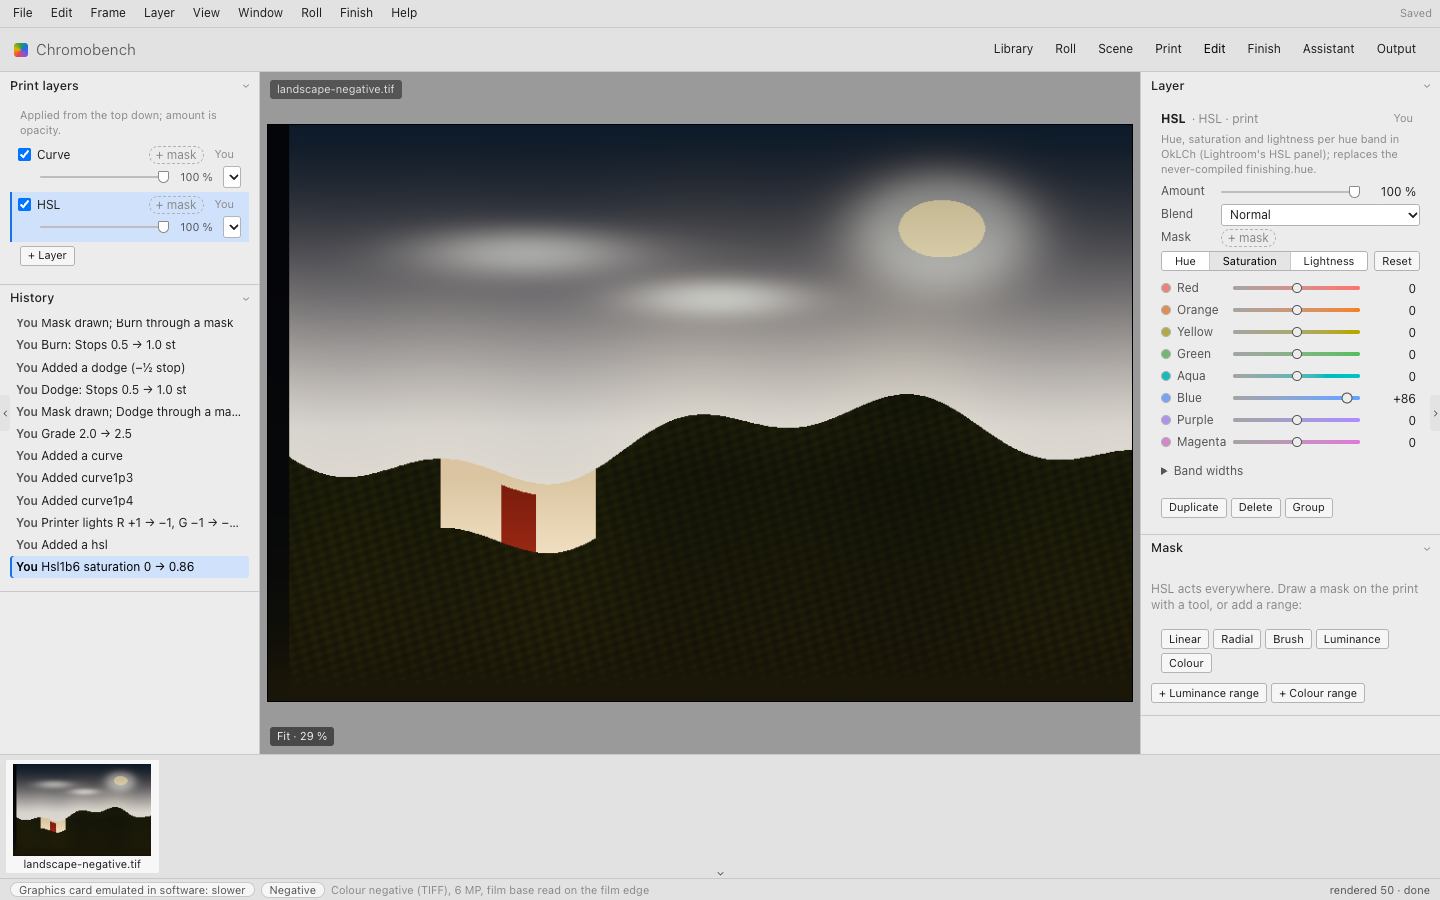 File Edit Frame Layer View Window Roll Finish Help
Saved
Chromobench
Library Roll Scene Print Edit Finish Assistant Output
Print layers
Applied from the top down; amount is
opacity.
Curve + mask You
100 %
HSL + mask You
100 %
+ Layer
History
You Mask drawn; Burn through a mask
You Burn: Stops 0.5 → 1.0 st
You Added a dodge (−½ stop)
You Dodge: Stops 0.5 → 1.0 st
You Mask drawn; Dodge through a ma…
You Grade 2.0 → 2.5
You Added a curve
You Added curve1p3
You Added curve1p4
You Printer lights R +1 → −1, G −1 → −…
You Added a hsl
You Hsl1b6 saturation 0 → 0.86
landscape-negative.tif
Fit · 29 %
Layer
HSL · HSL · print You
Hue, saturation and lightness per hue band in
OkLCh (Lightroom's HSL panel); replaces the
never-compiled finishing.hue.
Amount 100 %
Blend Normal
Mask + mask
Hue Saturation Lightness Reset
Red 0
Orange 0
Yellow 0
Green 0
Aqua 0
Blue +86
Purple 0
Magenta 0
Band widths
Duplicate Delete Group
Mask
HSL acts everywhere. Draw a mask on the print
with a tool, or add a range:
Linear Radial Brush Luminance
Colour
+ Luminance range + Colour range
landscape-negative.tif
Graphics card emulated in software: slower Negative Colour negative (TIFF), 6 MP, film base read on the film edge
rendered 50 · done